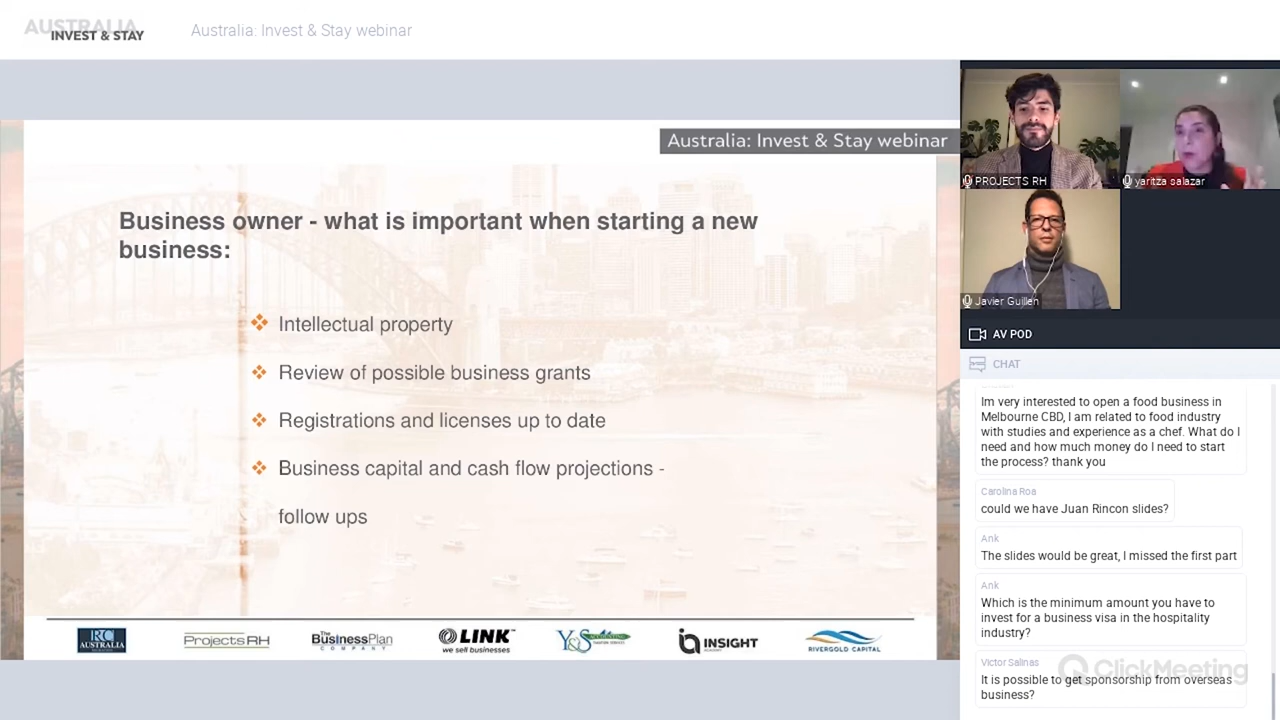 AUSTRALIA
INVEST & STAY
Australia: Invest & Stay webinar
Australia: Invest & Stay webinar
Business owner - what is important when starting a new
business:
Intellectual property
Review of possible business grants
Registrations and licenses up to date
Business capital and cash flow projections -
follow ups
RC
AUSTRALIA
ProjectsRH
The
BusinessPlan
COMPANY
LINK
we sell businesses
Y&S
INSIGHT
RIVERGOLD CAPITAL
PROJECTS RH
yaritza salazar
Javier Guillen
AV POD
CHAT
Im very interested to open a food business in
Melbourne CBD, I am related to food industry
with studies and experience as a chef. What do I
need and how much money do I need to start
the process? thank you
Carolina Roa
could we have Juan Rincon slides?
Ank
The slides would be great, I missed the first part
Ank
Which is the minimum amount you have to
invest for a business visa in the hospitality
industry?
Victor Salinas
It is possible to get sponsorship from overseas
business?
ClickMeeting